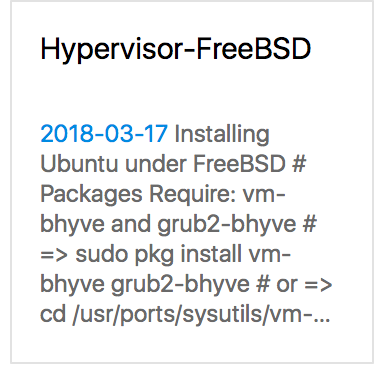 Hypervisor-FreeBSD
2018-03-17 Installing
Ubuntu under FreeBSD #
Packages Require: vm-
bhyve and grub2-bhyve #
=> sudo pkg install vm-
bhyve grub2-bhyve # or =>
cd /usr/ports/sysutils/vm-...